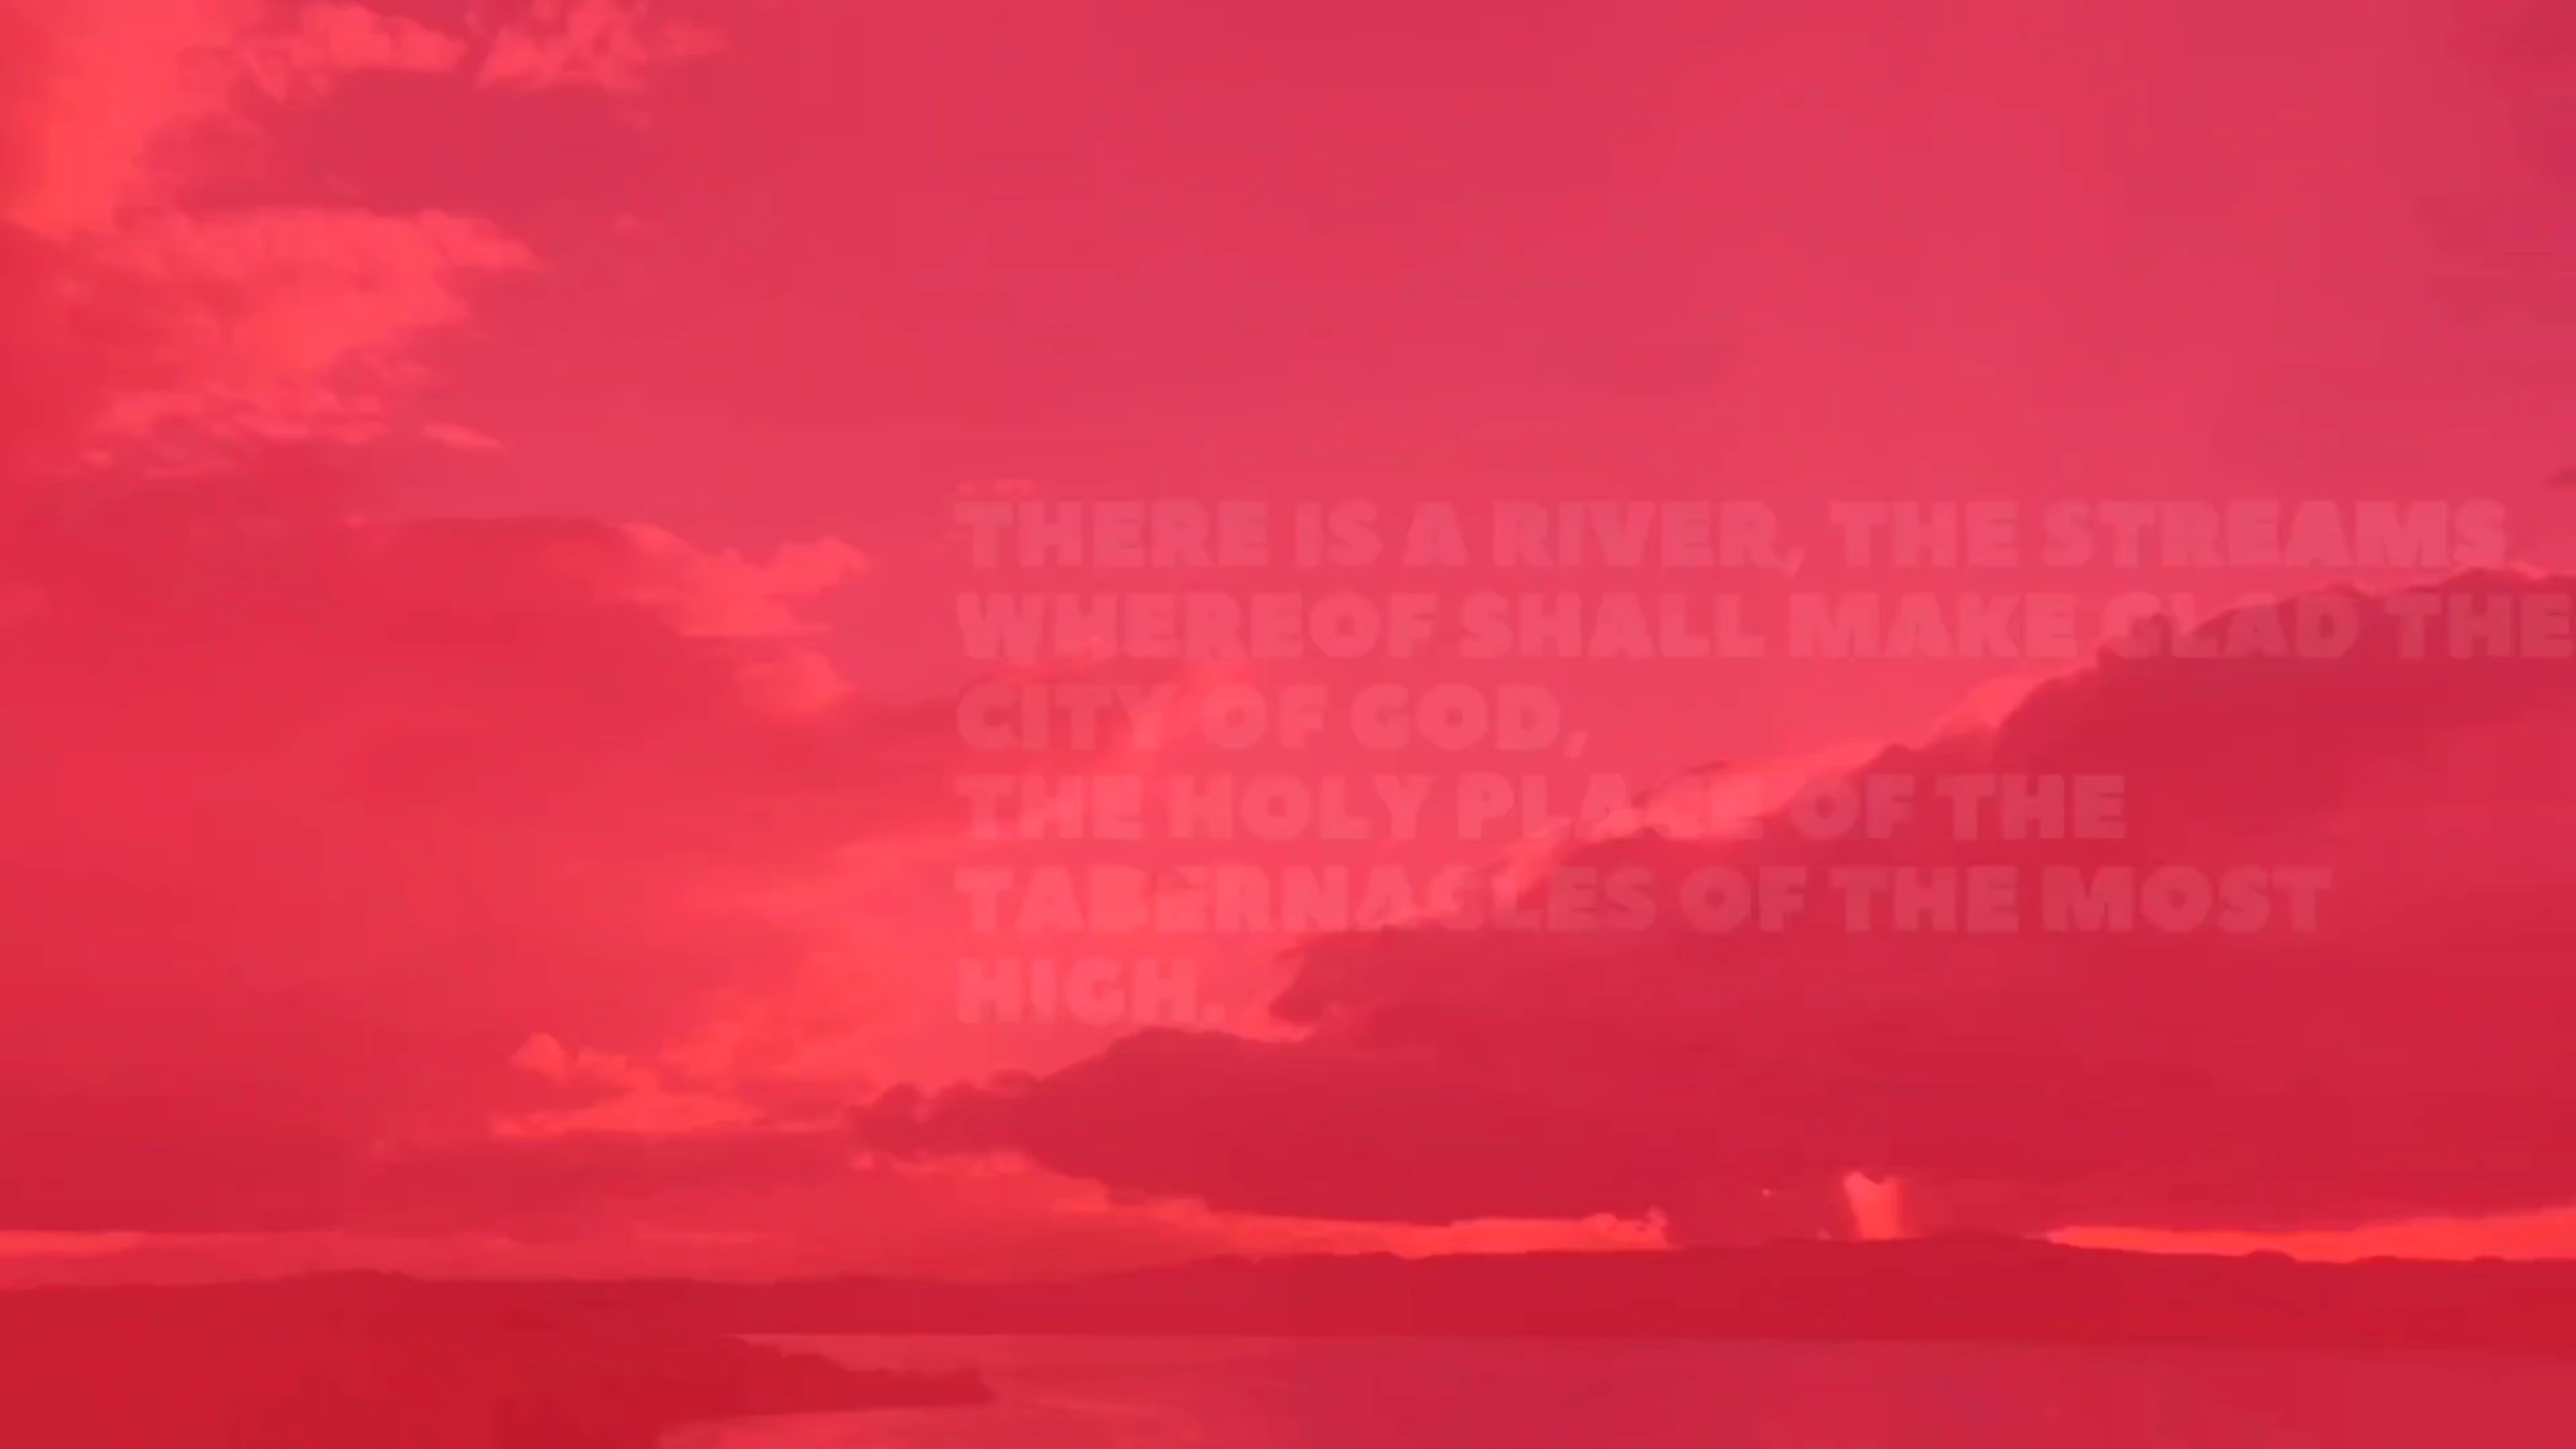 THERE IS A RIVER, THE STREAMS
WHEREOF SHALL MAKE GLAD THE
CITY OF GOD,
THE HOLY PLACE OF THE
TABERNACLES OF THE MOST
HIGH.